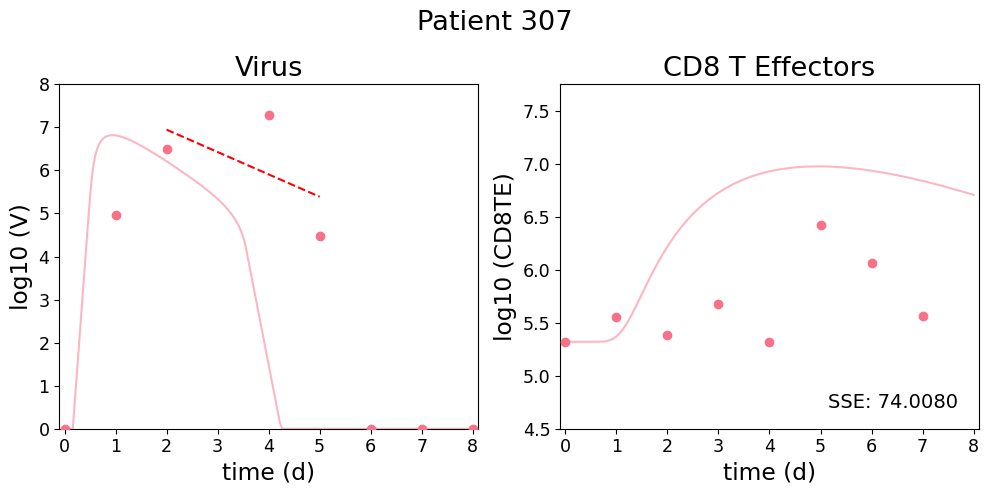 Patient 307
Virus
CD8 T Effectors
log10 (V)
8
7
6
5
4
3
2
1
0
0 1 2 3 4 5 6 7 8
time (d)
log10 (CD8TE)
7.5
7.0
6.5
6.0
5.5
5.0
4.5
SSE: 74.0080
0 1 2 3 4 5 6 7 8
time (d)